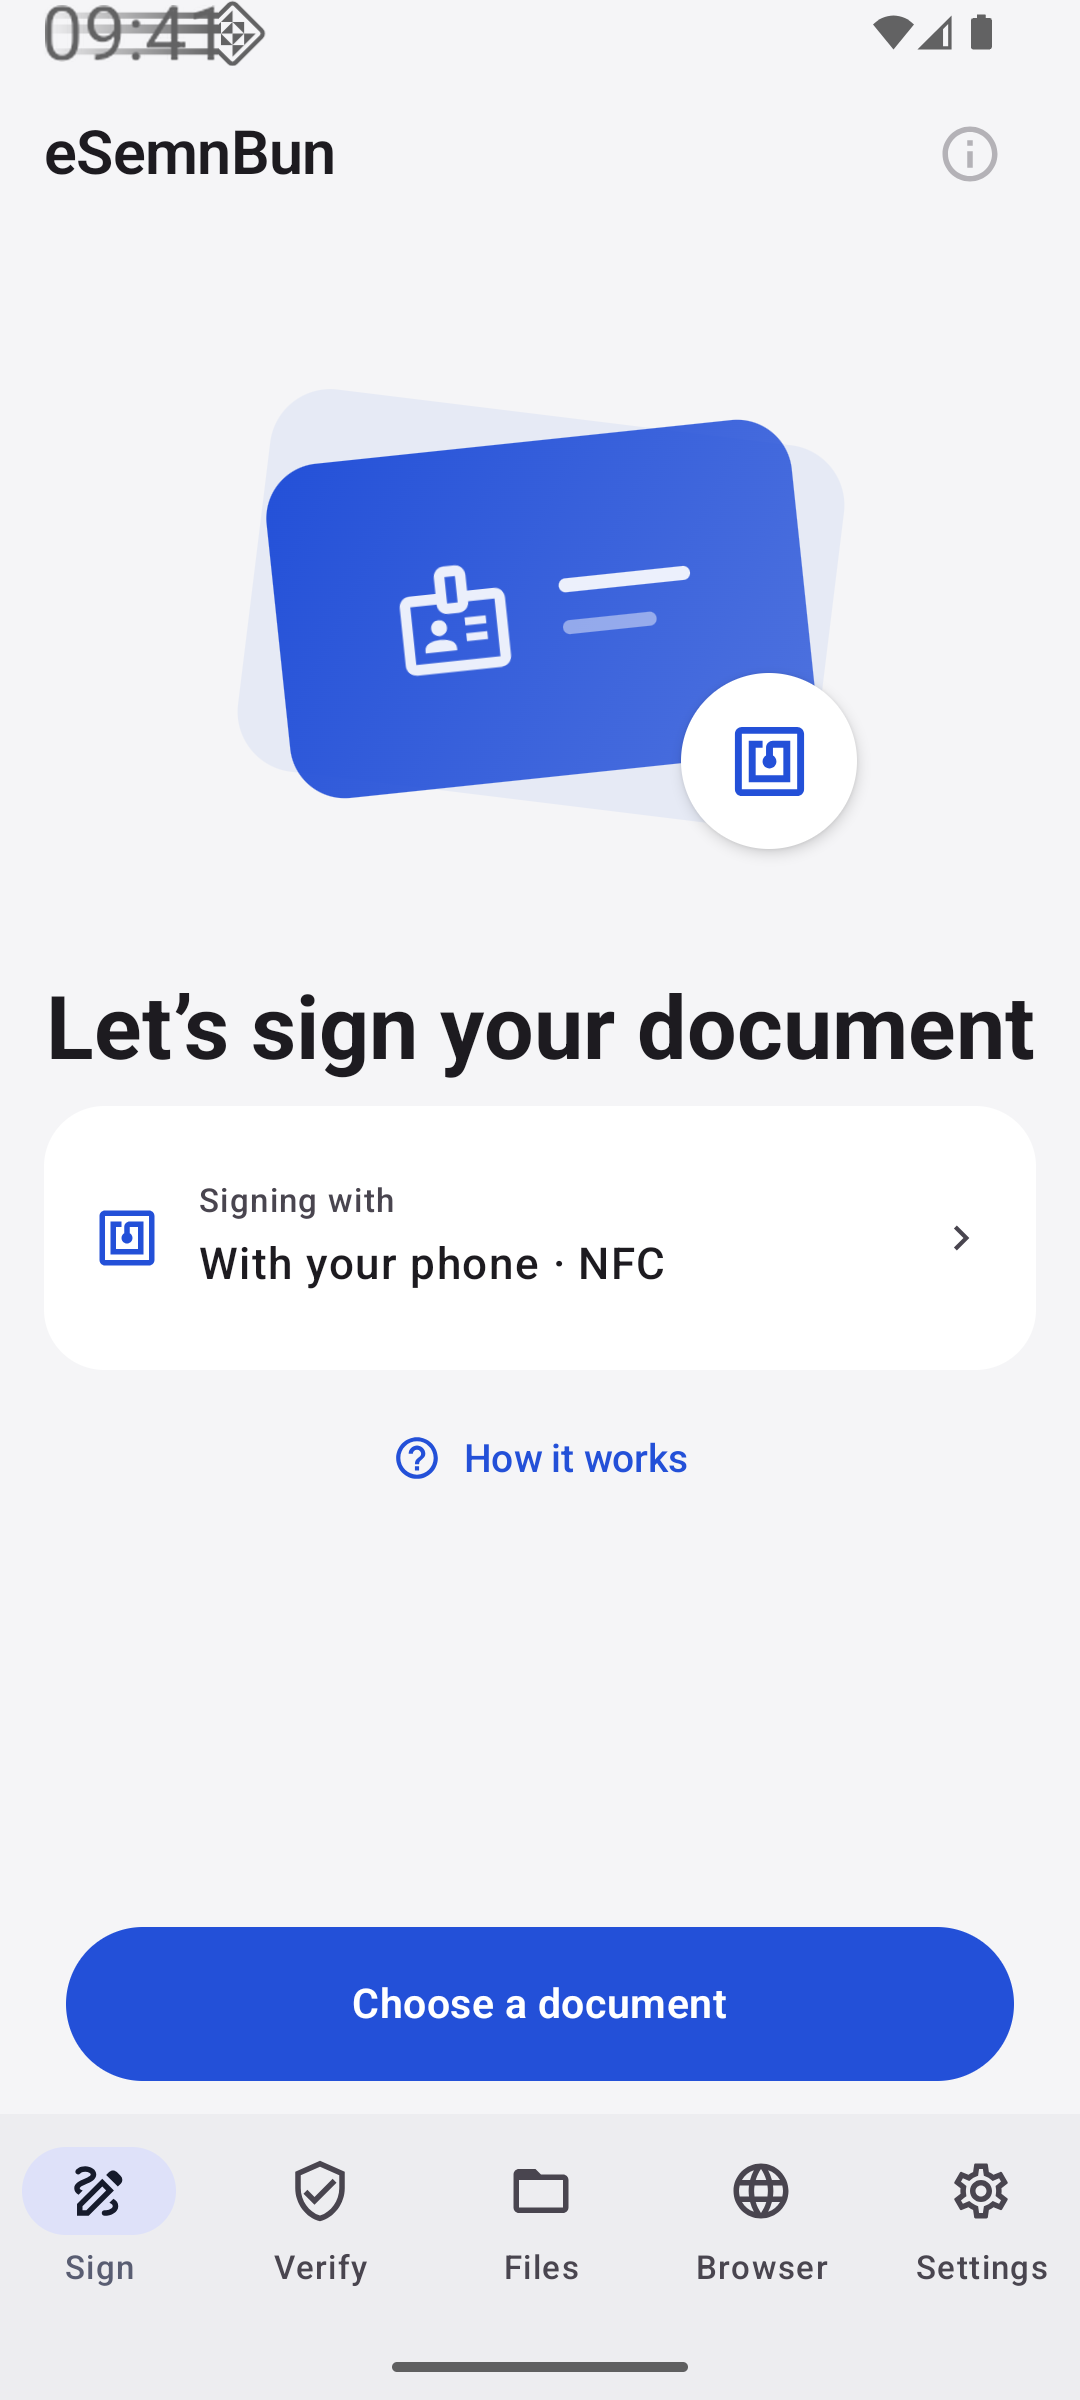 09:41
eSemnBun
Let’s sign your document
Signing with
With your phone · NFC
How it works
Choose a document
Sign
Verify
Files
Browser
Settings